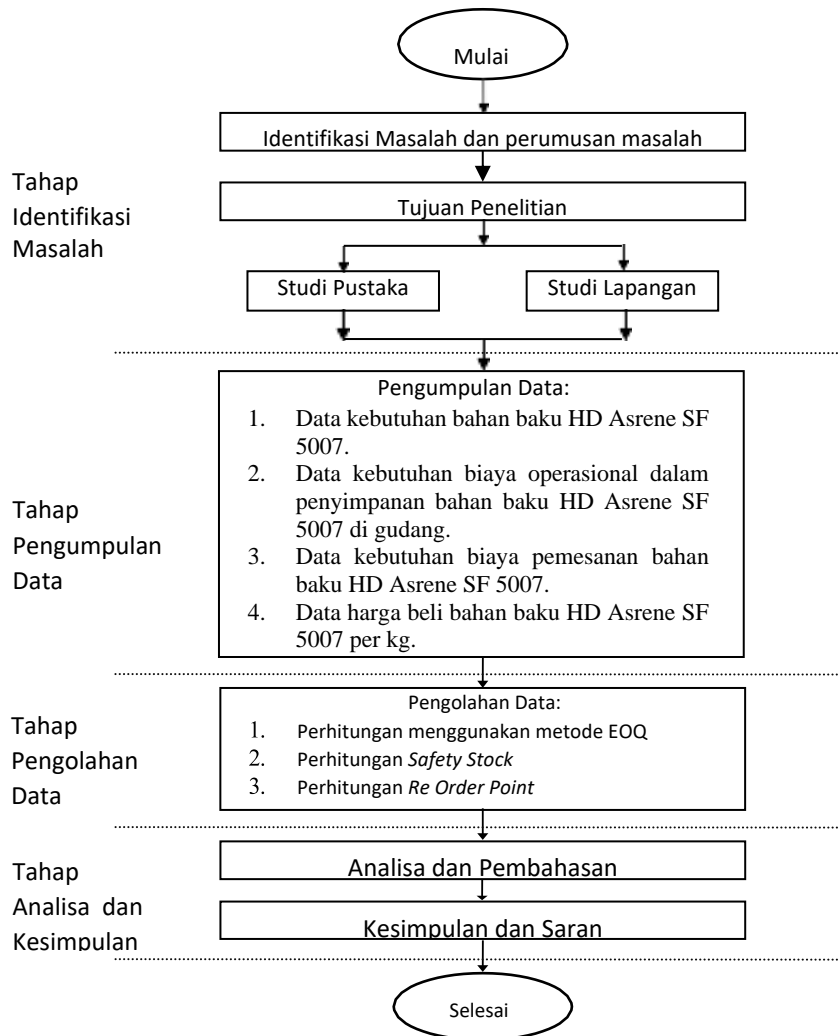 Mulai
Identifikasi Masalah dan perumusan masalah
Tahap
Identifikasi
Masalah
Tujuan Penelitian
Studi Pustaka
Studi Lapangan
Tahap
Pengumpulan
Data
Pengumpulan Data:
1. Data kebutuhan bahan baku HD Asrene SF
5007.
2. Data kebutuhan biaya operasional dalam
penyimpanan bahan baku HD Asrene SF
5007 di gudang.
3. Data kebutuhan biaya pemesanan bahan
baku HD Asrene SF 5007.
4. Data harga beli bahan baku HD Asrene SF
5007 per kg.
Tahap
Pengolahan
Data
Pengolahan Data:
1. Perhitungan menggunakan metode EOQ
2. Perhitungan Safety Stock
3. Perhitungan Re Order Point
Tahap
Analisa dan
Kesimpulan
Analisa dan Pembahasan
Kesimpulan dan Saran
Selesai